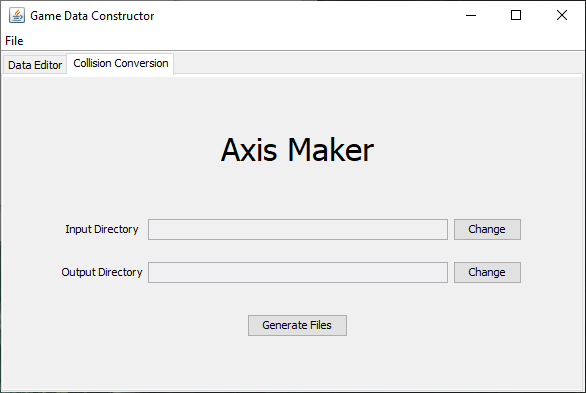 Game Data Constructor
File
Data Editor Collision Conversion
Axis Maker
Input Directory Change
Output Directory Change
Generate Files